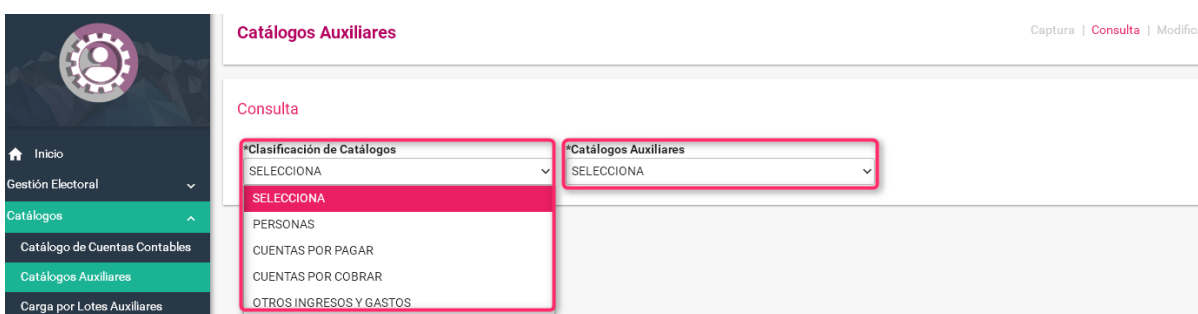 Catálogos Auxiliares
Captura | Consulta | Modific
Consulta
*Clasificación de Catálogos
*Catálogos Auxiliares
SELECCIONA
SELECCIONA
SELECCIONA
PERSONAS
CUENTAS POR PAGAR
CUENTAS POR COBRAR
OTROS INGRESOS Y GASTOS
Inicio
Gestión Electoral
Catálogos
Catálogo de Cuentas Contables
Catálogos Auxiliares
Carga por Lotes Auxiliares